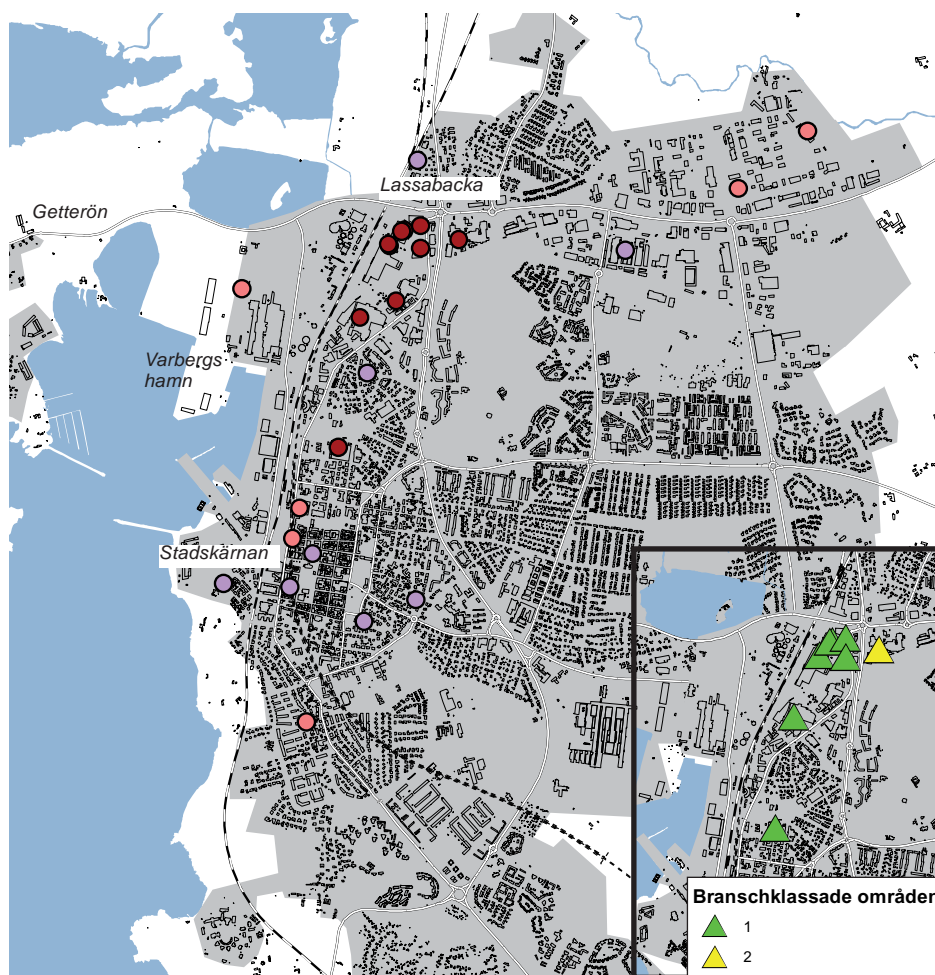 Lassabacka
Getterön
Varbergs
hamn
Stadskärnan
Branschklassade områden
1
2